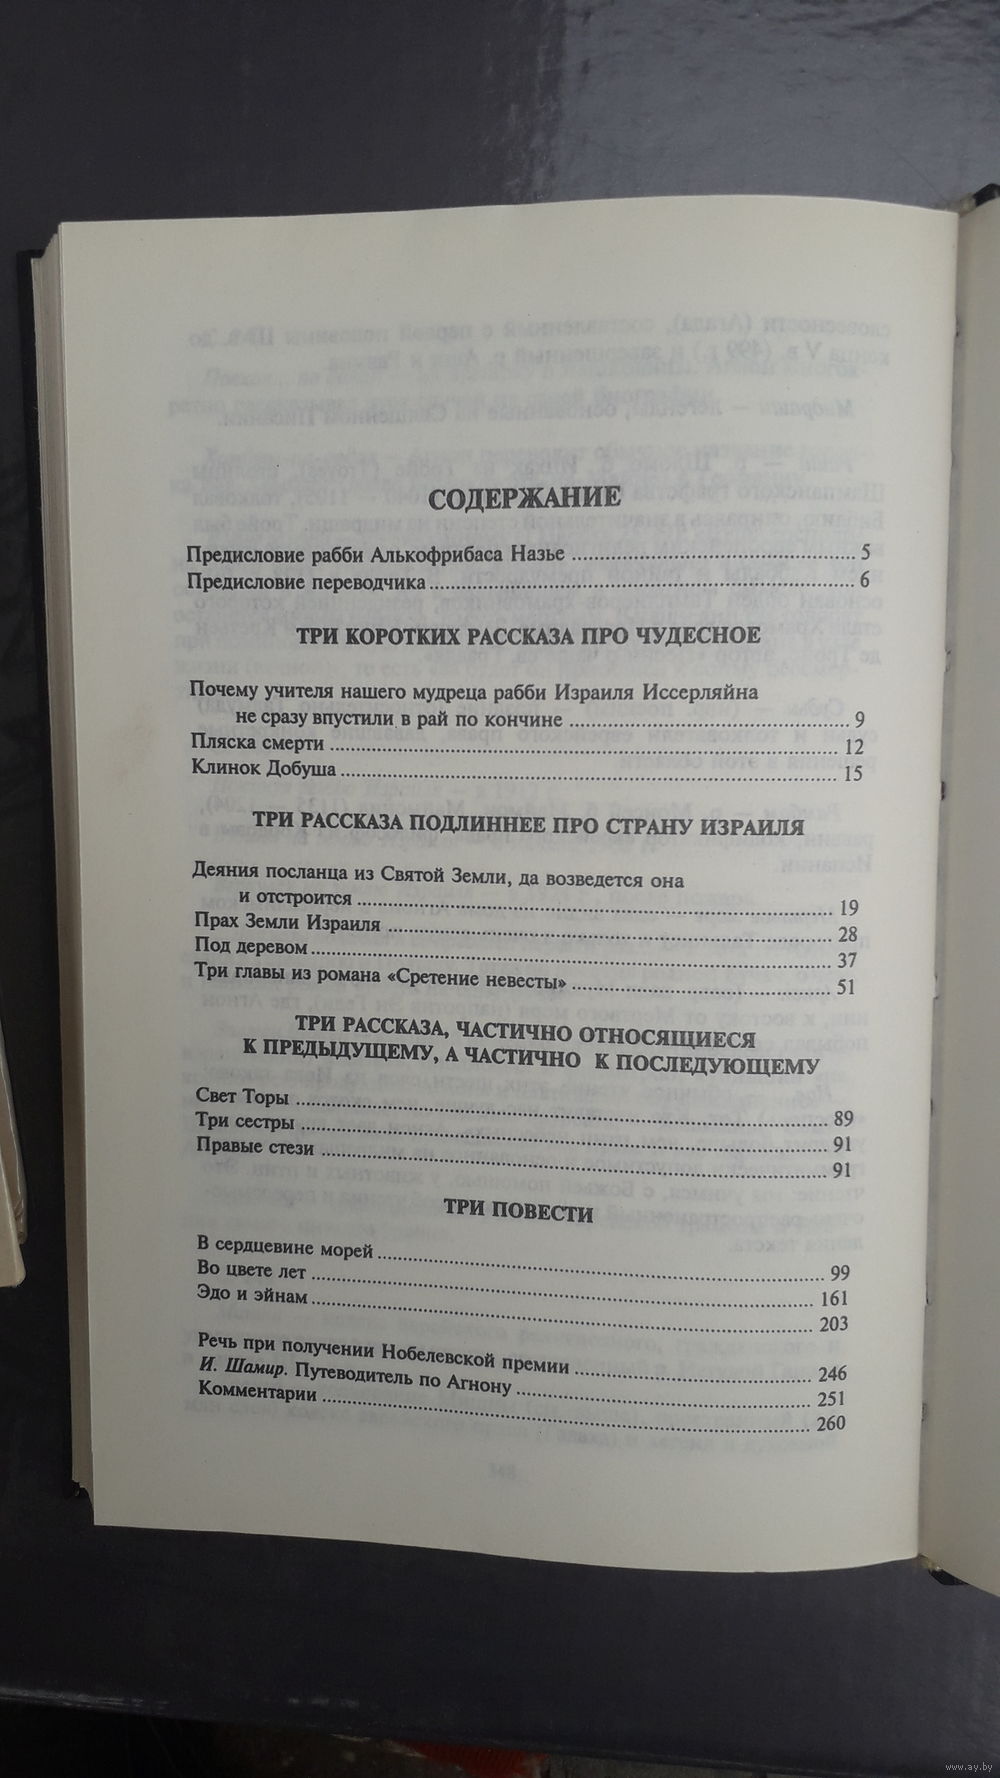 СОДЕРЖАНИЕ
Предисловие рабби Алькофрибаса Назье ... 5
Предисловие переводчика ... 6
ТРИ КОРОТКИХ РАССКАЗА ПРО ЧУДЕСНОЕ
Почему учителя нашего мудреца рабби Израиля Иссерляйна
не сразу впустили в рай по кончине ... 9
Пляска смерти ... 12
Клинок Добуша ... 15
ТРИ РАССКАЗА ПОДЛИННЕЕ ПРО СТРАНУ ИЗРАИЛЯ
Деяния посланца из Святой Земли, да возведется она
и отстроится ... 19
Прах Земли Израиля ... 28
Под деревом ... 37
Три главы из романа «Сретение невесты» ... 51
ТРИ РАССКАЗА, ЧАСТИЧНО ОТНОСЯЩИЕСЯ
К ПРЕДЫДУЩЕМУ, А ЧАСТИЧНО К ПОСЛЕДУЮЩЕМУ
Свет Торы ... 89
Три сестры ... 91
Правые стези ... 91
ТРИ ПОВЕСТИ
В сердцевине морей ... 99
Во цвете лет ... 161
Эдо и эйнам ... 203
Речь при получении Нобелевской премии ... 246
И. Шамир. Путеводитель по Агнону ... 251
Комментарии ... 260
www.ay.by